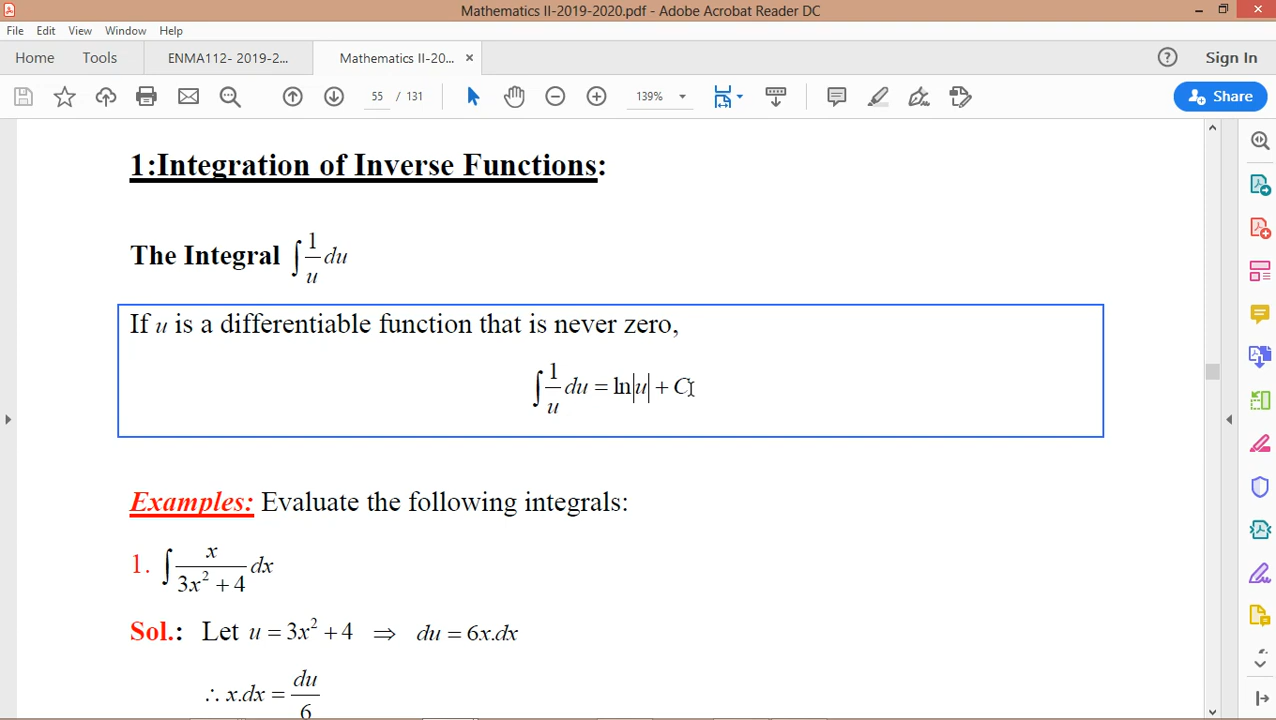 Mathematics II-2019-2020.pdf - Adobe Acrobat Reader DC
File Edit View Window Help
Home Tools ENMA112- 2019-2... Mathematics II-20... × ? Sign In
55 / 131 139% Share
1:Integration of Inverse Functions:
The Integral ∫ 1/u du
If u is a differentiable function that is never zero,
∫ 1/u du = ln|u| + C
Examples: Evaluate the following integrals:
1. ∫ x/(3x² + 4) dx
Sol.: Let u = 3x² + 4 ⇒ du = 6x.dx
∴ x.dx = du/6